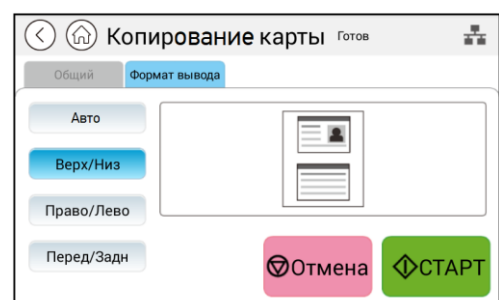 Копирование карты Готов
Общий Формат вывода
Авто
Верх/Низ
Право/Лево
Перед/Задн
Отмена СТАРТ